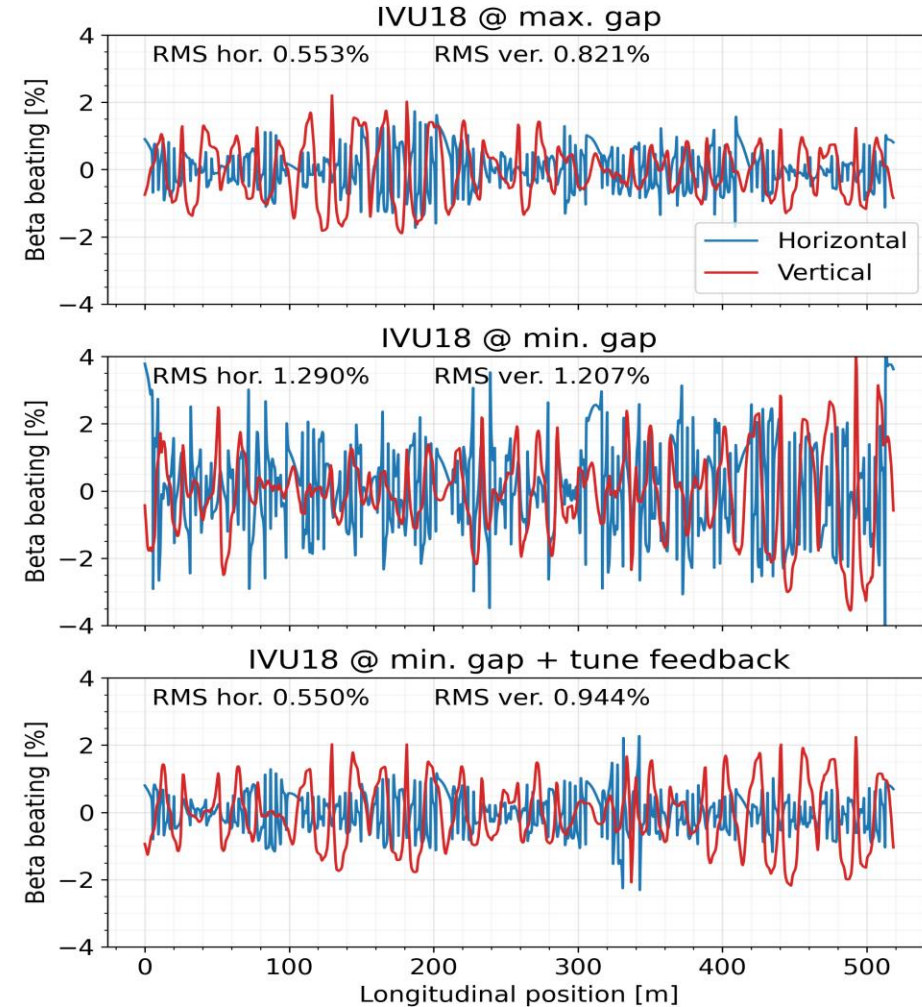 IVU18 @ max. gap
4
RMS hor. 0.553% RMS ver. 0.821%
2
0
−2
−4
Beta beating [%]
Horizontal
Vertical
IVU18 @ min. gap
4
RMS hor. 1.290% RMS ver. 1.207%
2
0
−2
−4
Beta beating [%]
IVU18 @ min. gap + tune feedback
4
RMS hor. 0.550% RMS ver. 0.944%
2
0
−2
−4
Beta beating [%]
0 100 200 300 400 500
Longitudinal position [m]